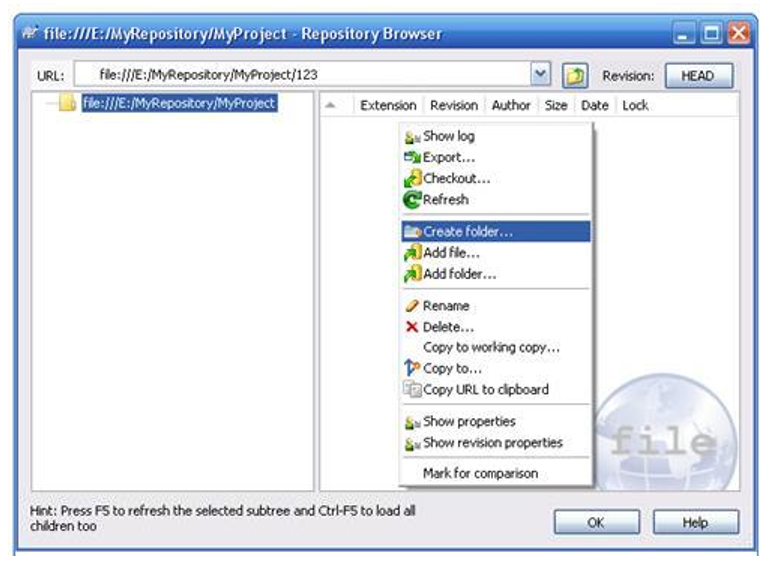 file:///E:/MyRepository/MyProject - Repository Browser
URL: file:///E:/MyRepository/MyProject/123 Revision: HEAD
file:///E:/MyRepository/MyProject
Extension Revision Author Size Date Lock
Show log
Export...
Checkout...
Refresh
Create folder...
Add file...
Add folder...
Rename
Delete...
Copy to working copy...
Copy to...
Copy URL to clipboard
Show properties
Show revision properties
Mark for comparison
file
Hint: Press F5 to refresh the selected subtree and Ctrl-F5 to load all
children too
OK Help